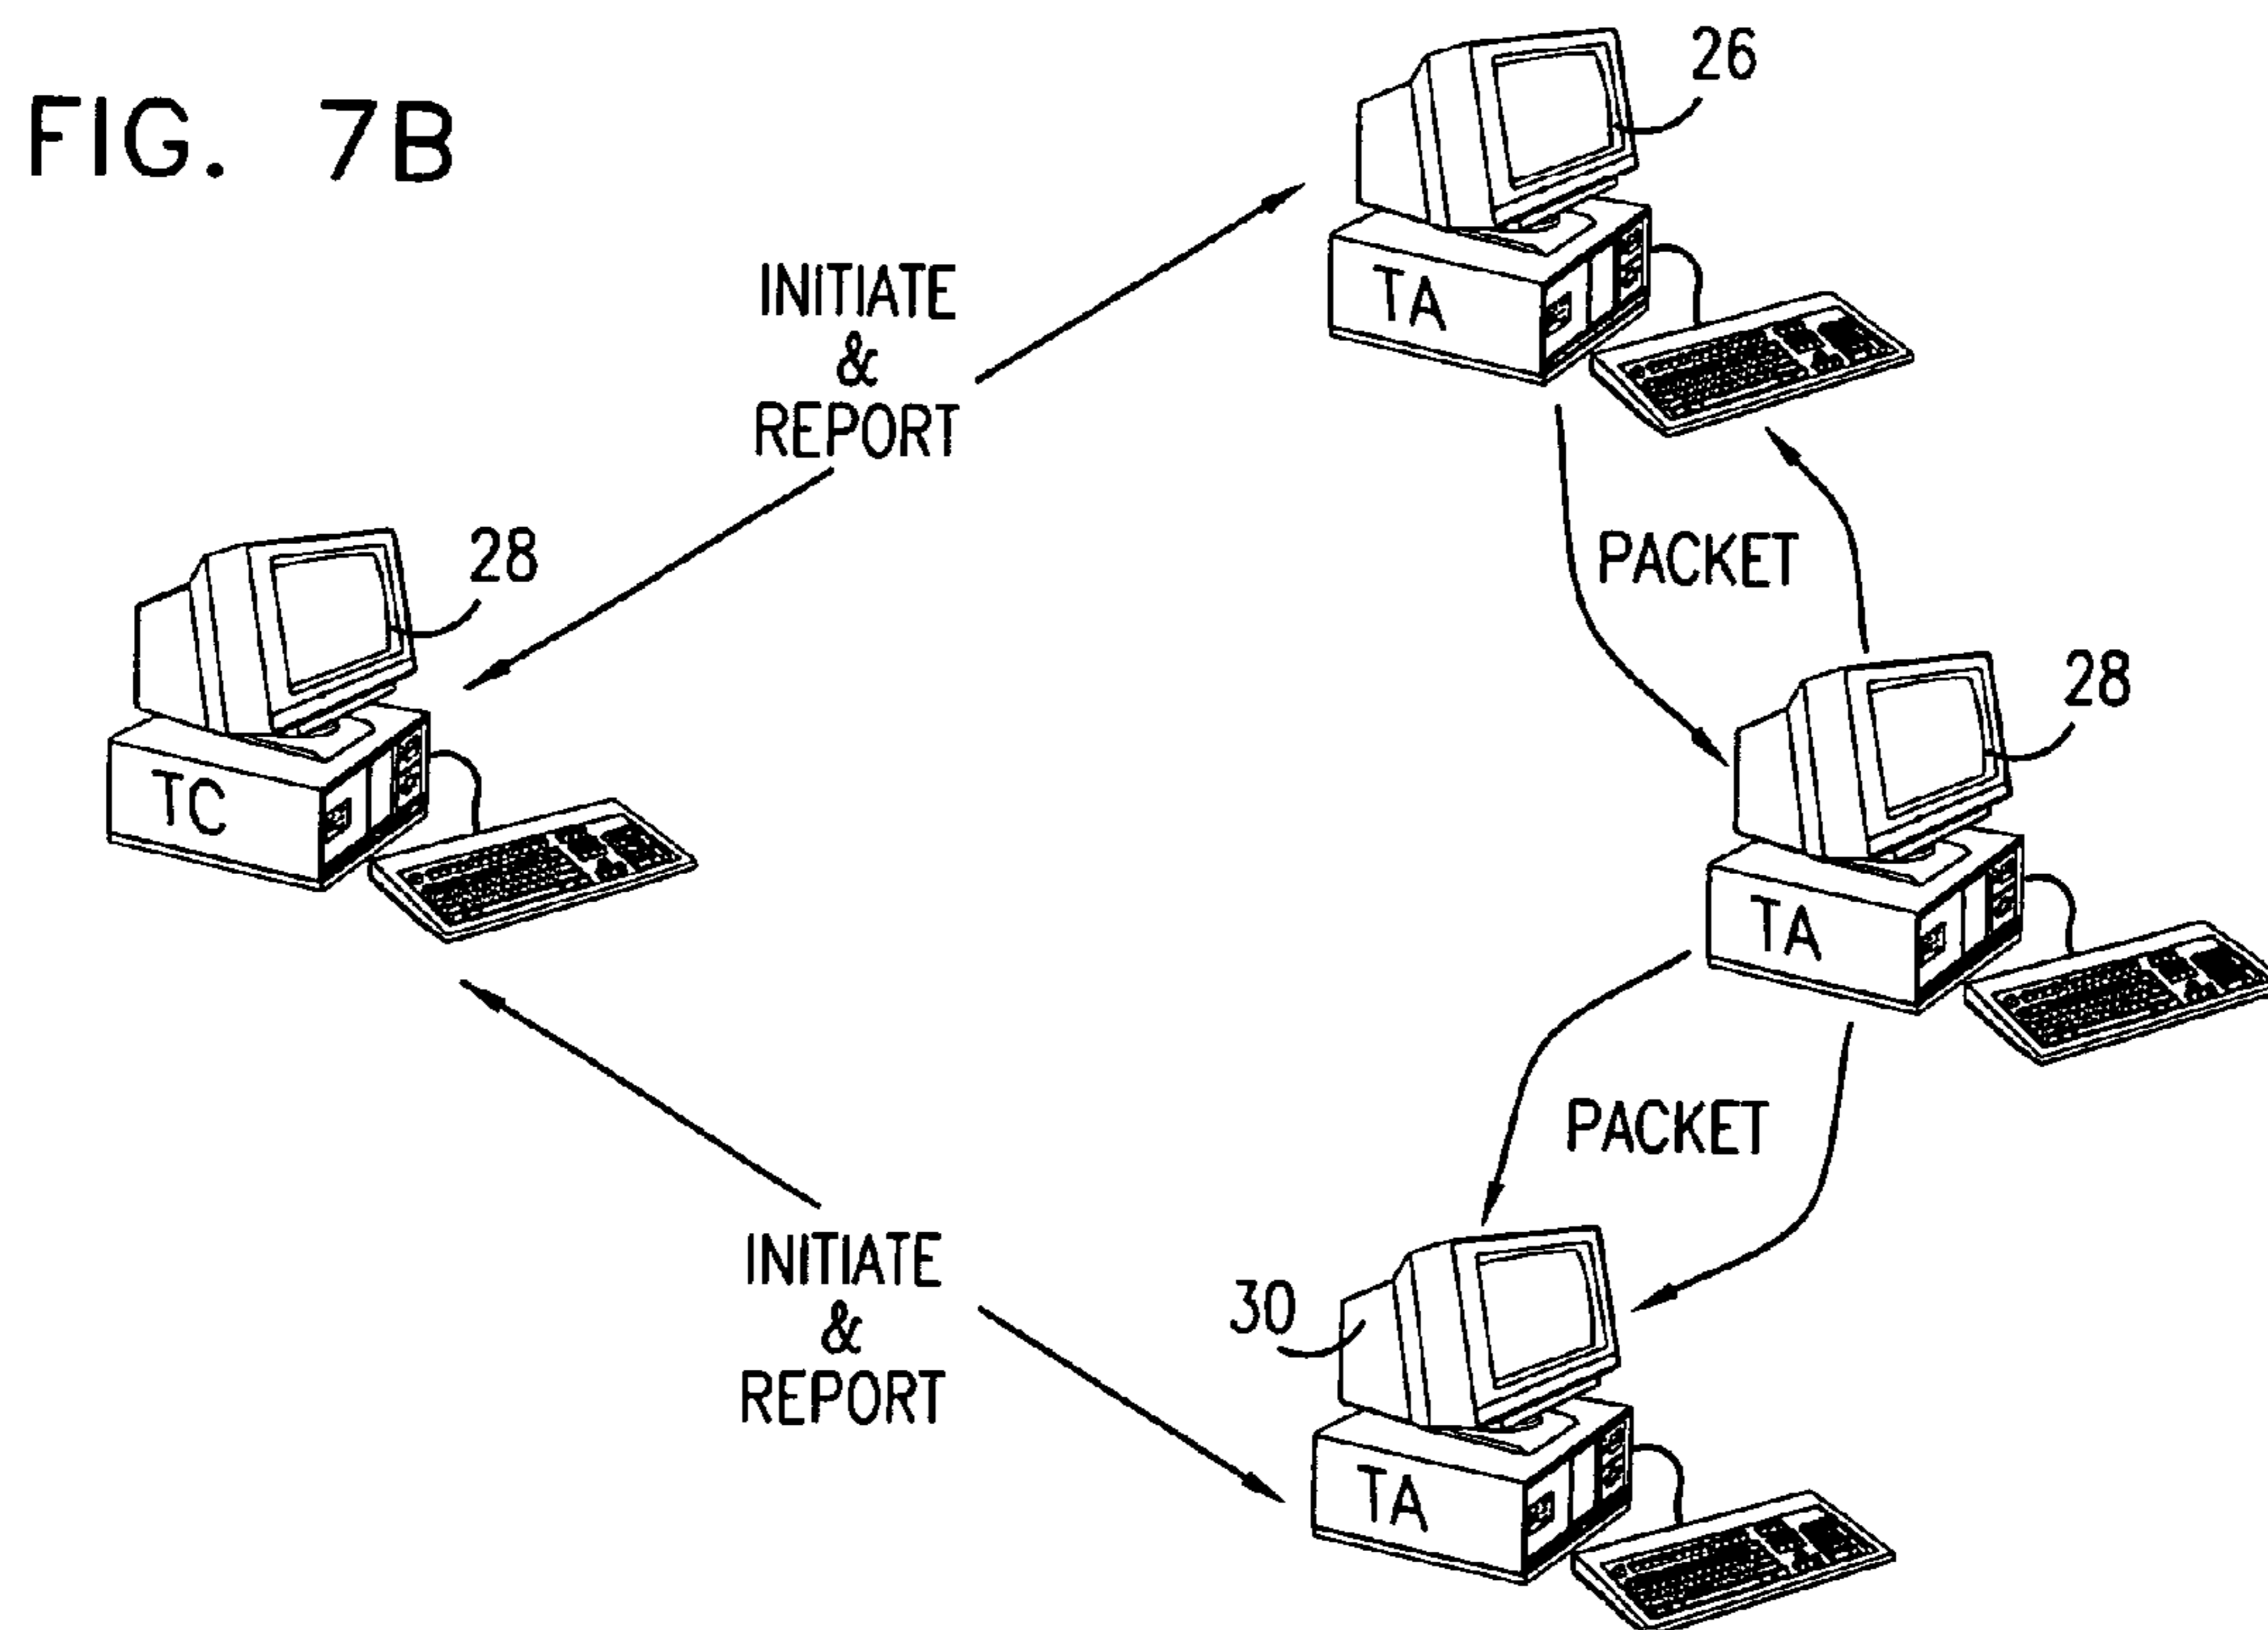 FIG. 7B
26
TA
INITIATE
&
REPORT
PACKET
28
TC
28
TA
PACKET
INITIATE
&
REPORT
30
TA